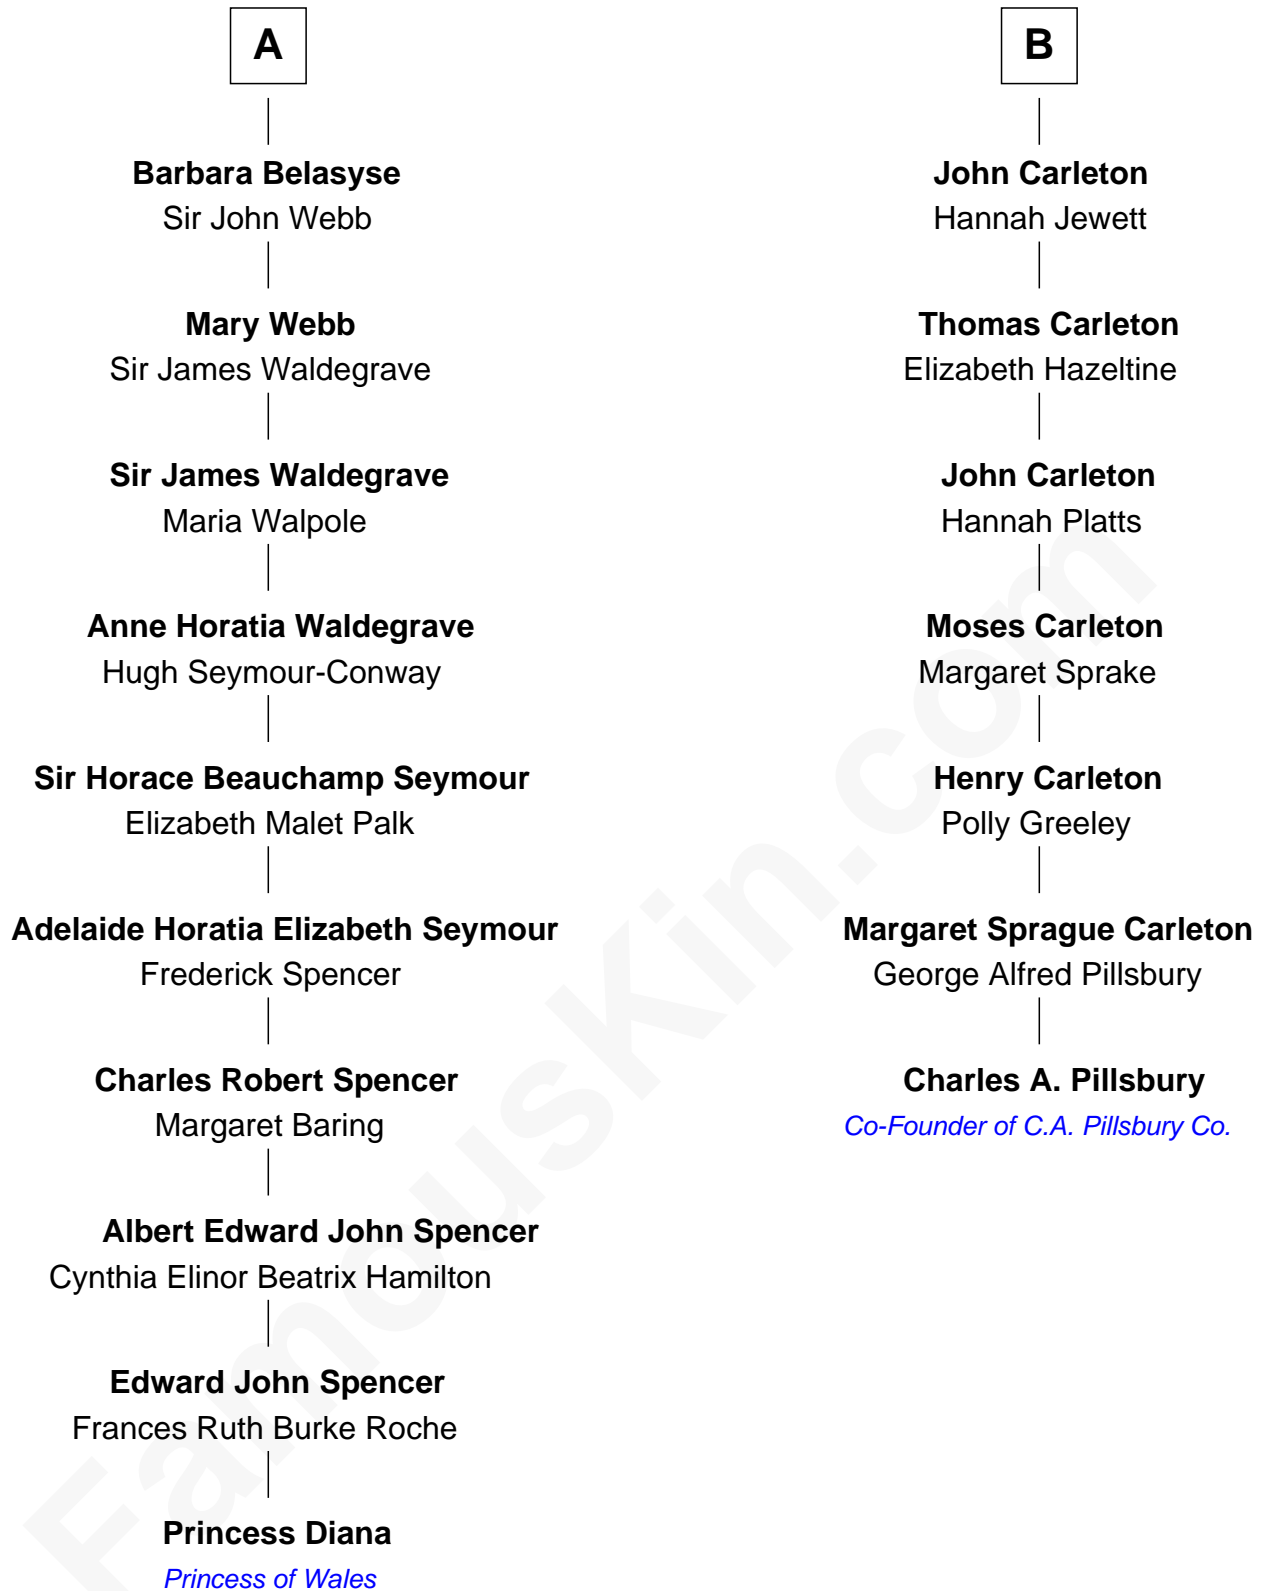 A
Barbara Belasyse
Sir John Webb
Mary Webb
Sir James Waldegrave
Sir James Waldegrave
Maria Walpole
Anne Horatia Waldegrave
Hugh Seymour-Conway
Sir Horace Beauchamp Seymour
Elizabeth Malet Palk
Adelaide Horatia Elizabeth Seymour
Frederick Spencer
Charles Robert Spencer
Margaret Baring
Albert Edward John Spencer
Cynthia Elinor Beatrix Hamilton
Edward John Spencer
Frances Ruth Burke Roche
Princess Diana
Princess of Wales
B
John Carleton
Hannah Jewett
Thomas Carleton
Elizabeth Hazeltine
John Carleton
Hannah Platts
Moses Carleton
Margaret Sprake
Henry Carleton
Polly Greeley
Margaret Sprague Carleton
George Alfred Pillsbury
Charles A. Pillsbury
Co-Founder of C.A. Pillsbury Co.
FamousKin.com